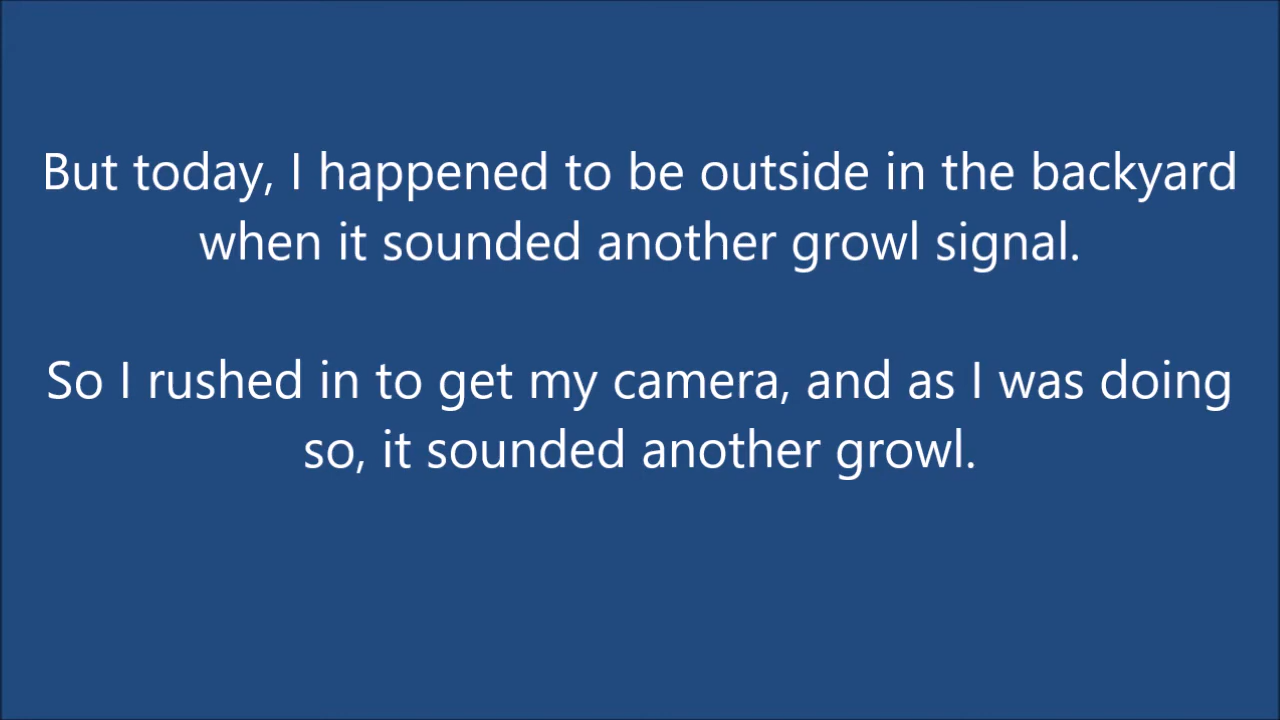 But today, I happened to be outside in the backyard
when it sounded another growl signal.
So I rushed in to get my camera, and as I was doing
so, it sounded another growl.